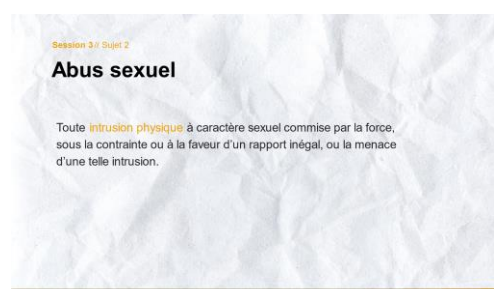 Session 3// Sujet 2
Abus sexuel
Toute intrusion physique à caractère sexuel commise par la force,
sous la contrainte ou à la faveur d'un rapport inégal, ou la menace
d'une telle intrusion.